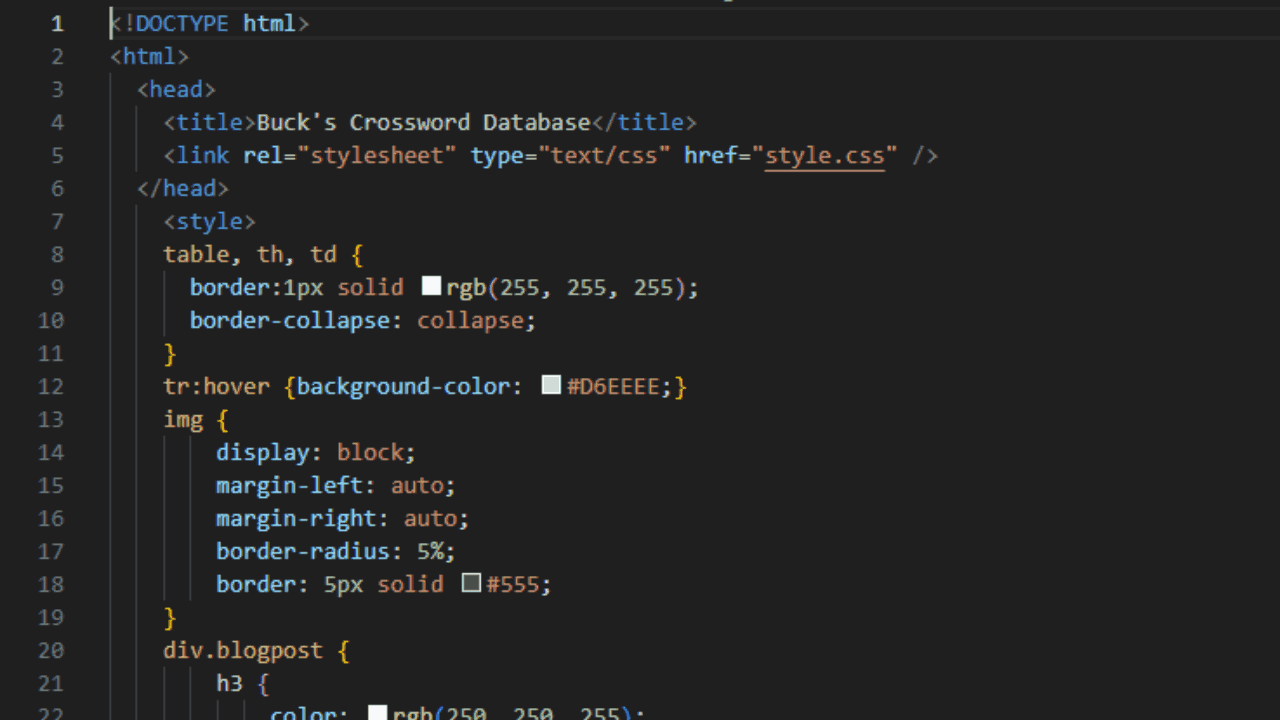 1 <!DOCTYPE html>
2 <html>
3 <head>
4 <title>Buck's Crossword Database</title>
5 <link rel="stylesheet" type="text/css" href="style.css" />
6 </head>
7 <style>
8 table, th, td {
9 border:1px solid rgb(255, 255, 255);
10 border-collapse: collapse;
11 }
12 tr:hover {background-color: #D6EEEE;}
13 img {
14 display: block;
15 margin-left: auto;
16 margin-right: auto;
17 border-radius: 5%;
18 border: 5px solid #555;
19 }
20 div.blogpost {
21 h3 {
22 color: rgb(250, 250, 255);